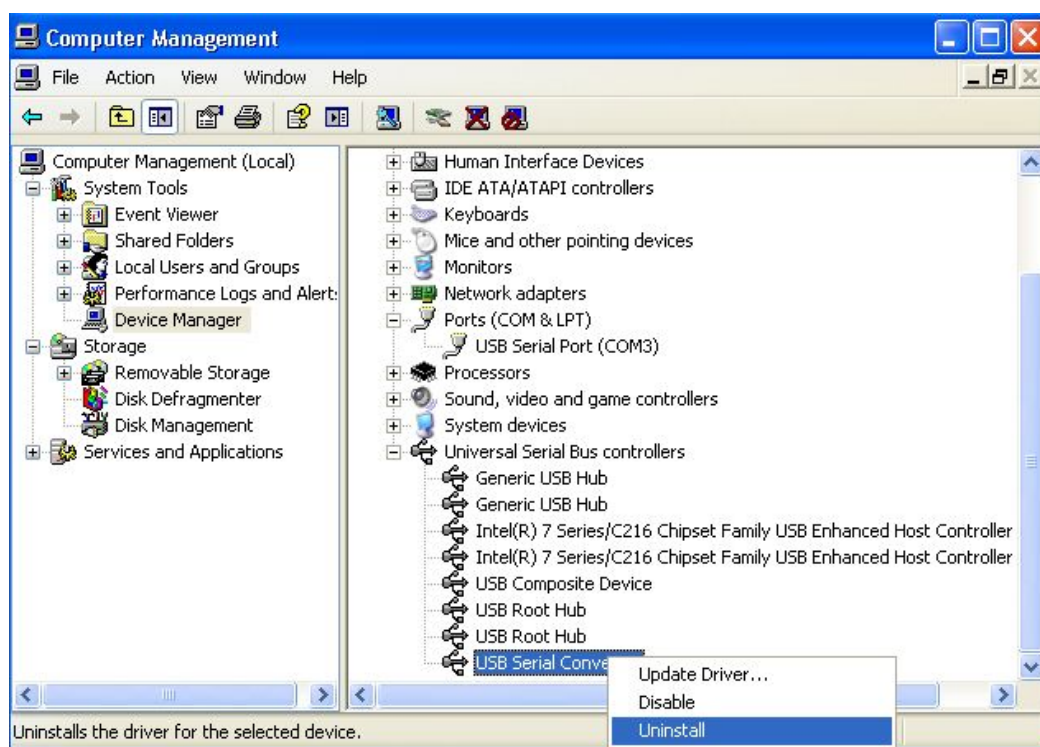 Computer Management
File Action View Window Help
Computer Management (Local)
System Tools
Event Viewer
Shared Folders
Local Users and Groups
Performance Logs and Alert
Device Manager
Storage
Removable Storage
Disk Defragmenter
Disk Management
Services and Applications
Human Interface Devices
IDE ATA/ATAPI controllers
Keyboards
Mice and other pointing devices
Monitors
Network adapters
Ports (COM & LPT)
USB Serial Port (COM3)
Processors
Sound, video and game controllers
System devices
Universal Serial Bus controllers
Generic USB Hub
Generic USB Hub
Intel(R) 7 Series/C216 Chipset Family USB Enhanced Host Controller
Intel(R) 7 Series/C216 Chipset Family USB Enhanced Host Controller
USB Composite Device
USB Root Hub
USB Root Hub
USB Serial Conve
Update Driver...
Disable
Uninstall
Uninstalls the driver for the selected device.